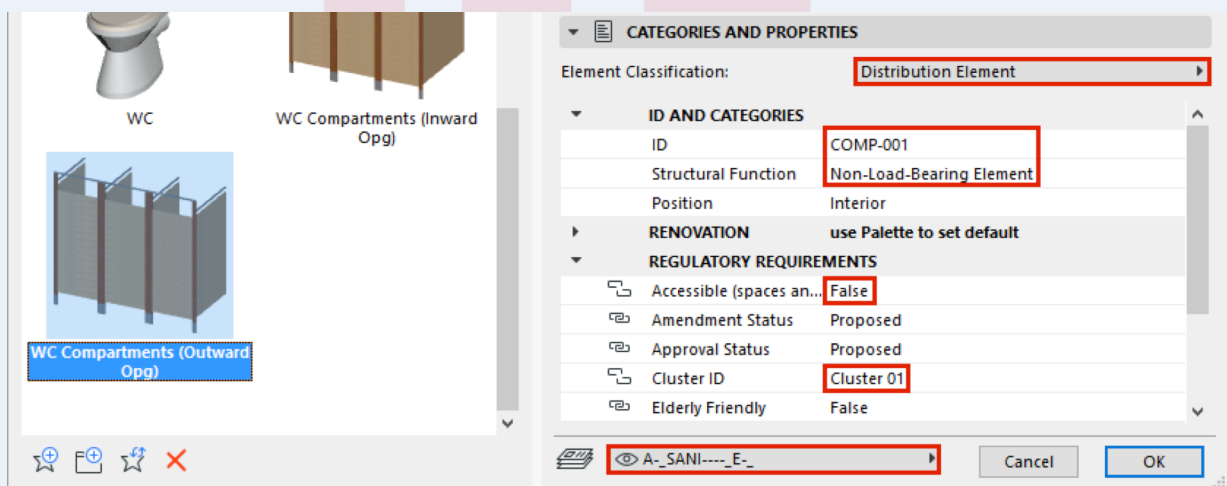 WC
WC Compartments (Inward
Opg)
WC Compartments (Outward
Opg)
CATEGORIES AND PROPERTIES
Element Classification:
Distribution Element
ID AND CATEGORIES
ID
COMP-001
Structural Function
Non-Load-Bearing Element
Position
Interior
RENOVATION
use Palette to set default
REGULATORY REQUIREMENTS
Accessible (spaces an...
False
Amendment Status
Proposed
Approval Status
Proposed
Cluster ID
Cluster 01
Elderly Friendly
False
A-_SANI----_E-_
Cancel
OK